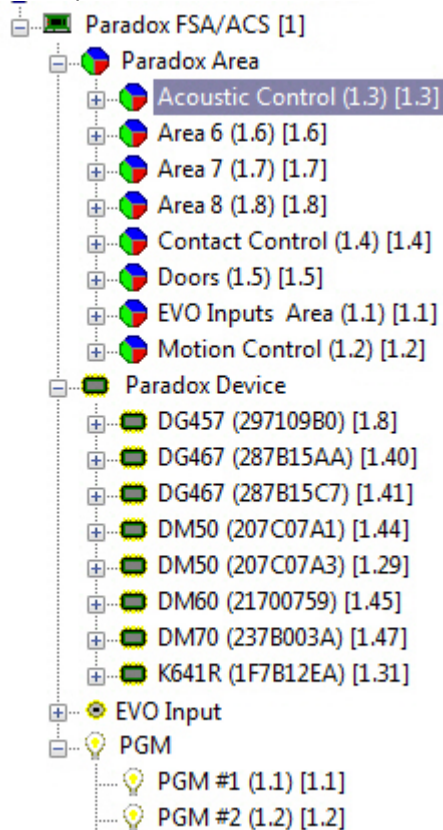 Paradox FSA/ACS [1]
Paradox Area
Acoustic Control (1.3) [1.3]
Area 6 (1.6) [1.6]
Area 7 (1.7) [1.7]
Area 8 (1.8) [1.8]
Contact Control (1.4) [1.4]
Doors (1.5) [1.5]
EVO Inputs  Area (1.1) [1.1]
Motion Control (1.2) [1.2]
Paradox Device
DG457 (297109B0) [1.8]
DG467 (287B15AA) [1.40]
DG467 (287B15C7) [1.41]
DM50 (207C07A1) [1.44]
DM50 (207C07A3) [1.29]
DM60 (21700759) [1.45]
DM70 (237B003A) [1.47]
K641R (1F7B12EA) [1.31]
EVO Input
PGM
PGM #1 (1.1) [1.1]
PGM #2 (1.2) [1.2]